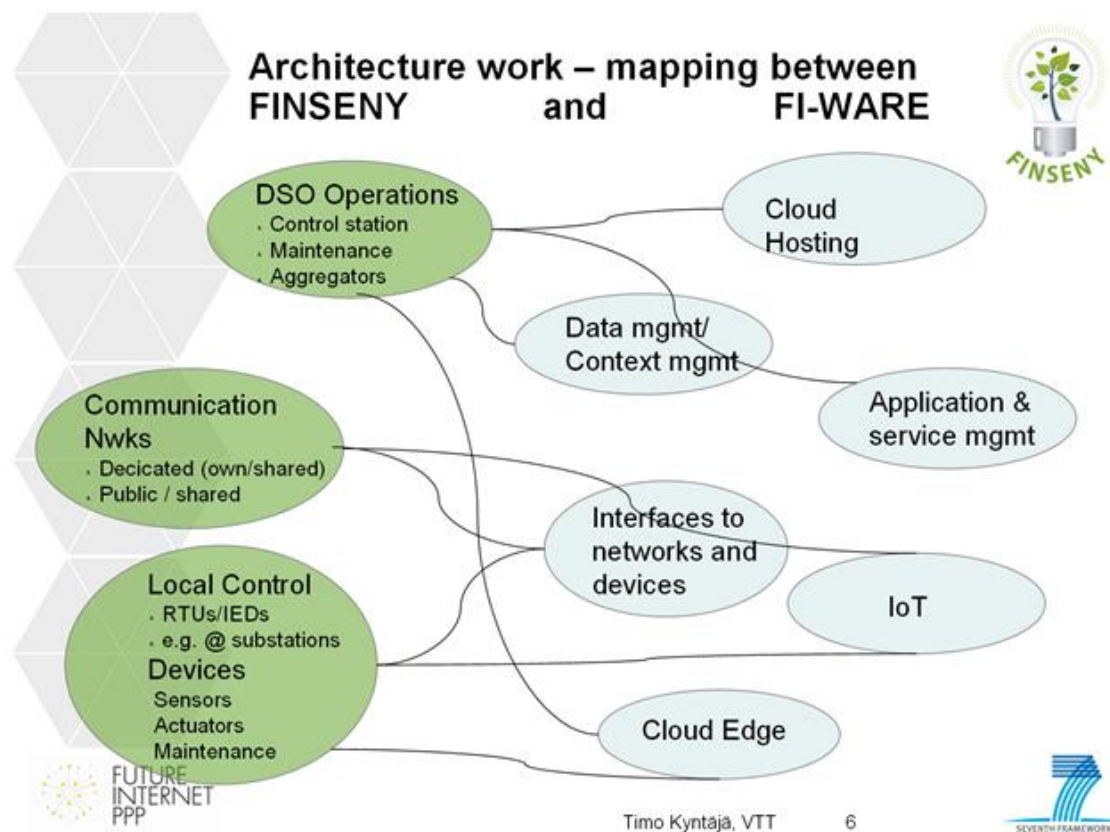 Architecture work – mapping between
FINSENY and FI-WARE
FINSENY
DSO Operations
Control station
Maintenance
Aggregators
Cloud
Hosting
Data mgmt/
Context mgmt
Application &
service mgmt
Communication
Nwks
Decicated (own/shared)
Public / shared
Interfaces to
networks and
devices
Local Control
RTUs/IEDs
e.g. @ substations
Devices
Sensors
Actuators
Maintenance
IoT
Cloud Edge
FUTURE
INTERNET
PPP
Timo Kyntäjä, VTT 6
SEVENTH FRAMEWORK